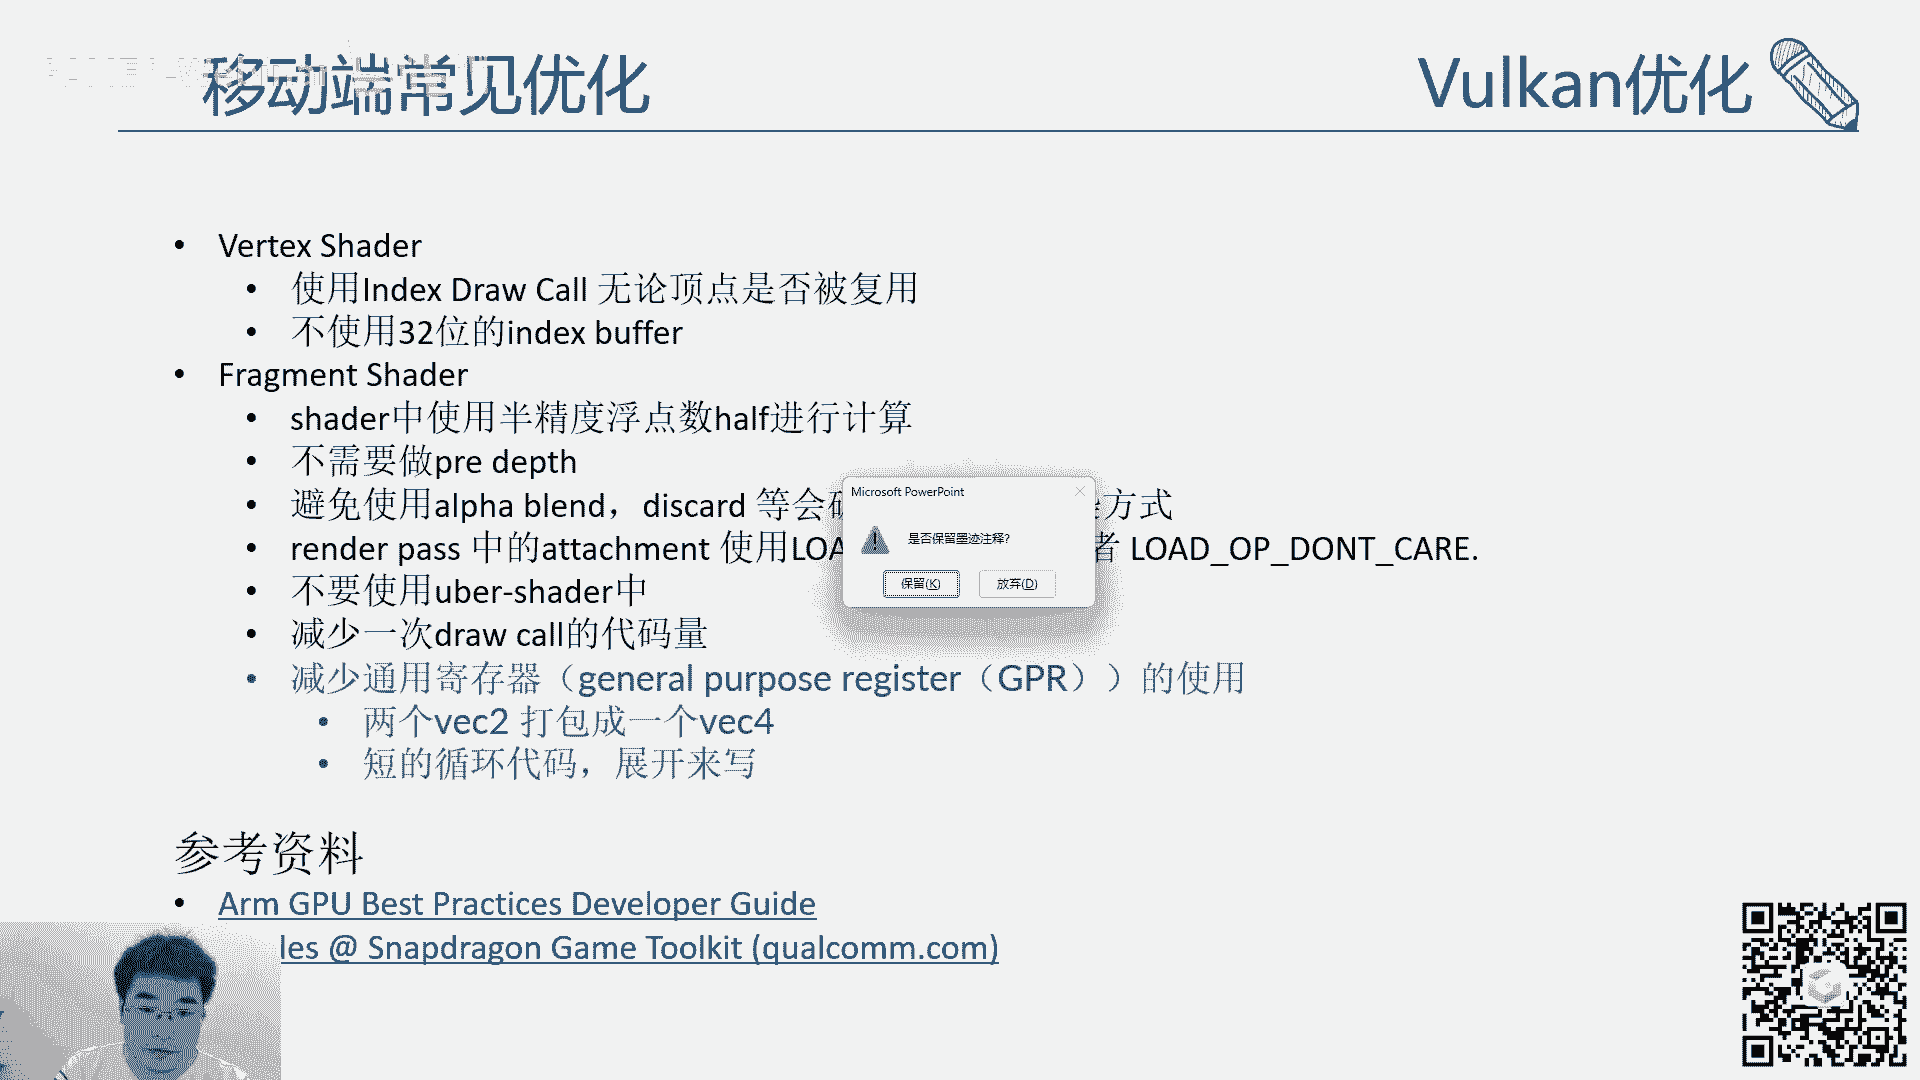 移动端常见优化
Vulkan优化
• Vertex Shader
• 使用Index Draw Call 无论顶点是否被复用
• 不使用32位的index buffer
• Fragment Shader
• shader中使用半精度浮点数half进行计算
• 不需要做pre depth
• 避免使用alpha blend，discard 等会 方式
• render pass 中的attachment 使用LOA 者 LOAD_OP_DONT_CARE.
• 不要使用uber-shader中
• 减少一次draw call的代码量
• 减少通用寄存器（general purpose register（GPR））的使用
• 两个vec2 打包成一个vec4
• 短的循环代码，展开来写
Microsoft PowerPoint
是否保留墨迹注释?
保留(K)
放弃(D)
参考资料
• Arm GPU Best Practices Developer Guide
les @ Snapdragon Game Toolkit (qualcomm.com)